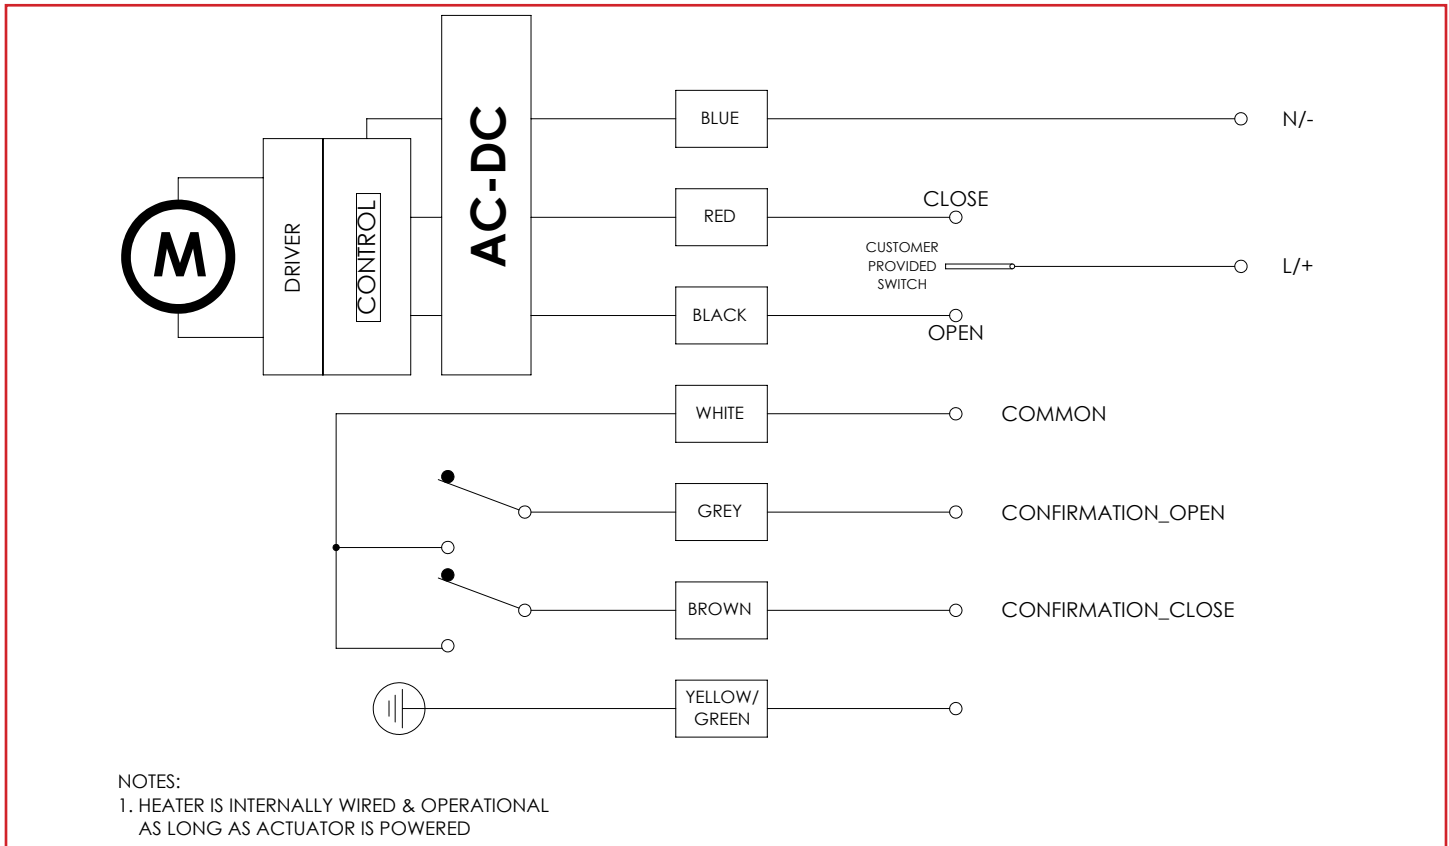 AC-DC
BLUE
N/-
RED
CLOSE
CUSTOMER
PROVIDED
SWITCH
L/+
M
DRIVER
CONTROL
BLACK
OPEN
WHITE
COMMON
GREY
CONFIRMATION_OPEN
BROWN
CONFIRMATION_CLOSE
YELLOW/
GREEN
NOTES:
1. HEATER IS INTERNALLY WIRED & OPERATIONAL
AS LONG AS ACTUATOR IS POWERED